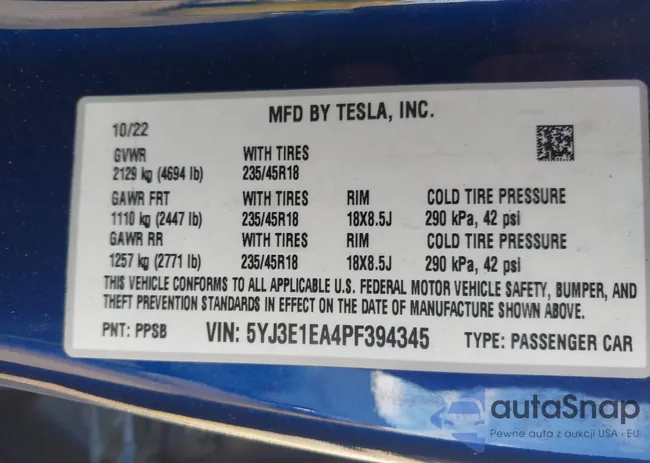 MFD BY TESLA, INC.
10/22
GVWR WITH TIRES
2129 kg (4694 lb) 235/45R18
GAWR FRT WITH TIRES RIM COLD TIRE PRESSURE
1110 kg (2447 lb) 235/45R18 18X8.5J 290 kPa, 42 psi
GAWR RR WITH TIRES RIM COLD TIRE PRESSURE
1257 kg (2771 lb) 235/45R18 18X8.5J 290 kPa, 42 psi
THIS VEHICLE CONFORMS TO ALL APPLICABLE U.S. FEDERAL MOTOR VEHICLE SAFETY, BUMPER, AND
THEFT PREVENTION STANDARDS IN EFFECT ON THE DATE OF MANUFACTURE SHOWN ABOVE.
PNT: PPSB VIN: 5YJ3E1EA4PF394345 TYPE: PASSENGER CAR
autaSnap
Pewne auta z aukcji USA i EU